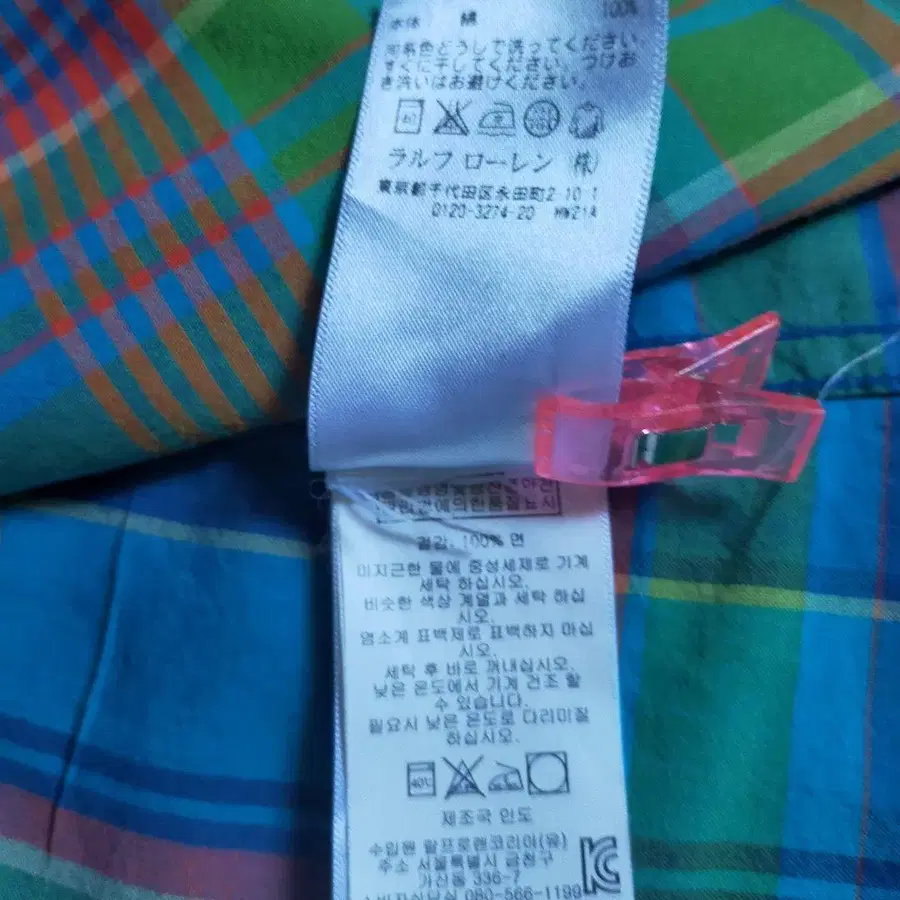 本体 綿 100%
同系色どうしで洗ってください。
すぐに干してください。つけお
き洗いはお避けください。
ラルフ ローレン (株)
東京都千代田区永田町2-10-1
0120-3274-20 HW21A
겉감, 100% 면
미지근한 물에 중성세제로 기계
세탁 하십시오.
비슷한 색상 계열과 세탁 하십
시오.
염소계 표백제로 표백하지 마십
시오.
세탁 후 바로 꺼내십시오.
낮은 온도에서 기계 건조 할
수 있습니다.
필요시 낮은 온도로 다리미질
하십시오.
40℃
제조국 인도
수입원 랄프로렌코리아(유)
주소 서울특별시 금천구
가산동 336-7
소비자상담실 080-566-1199